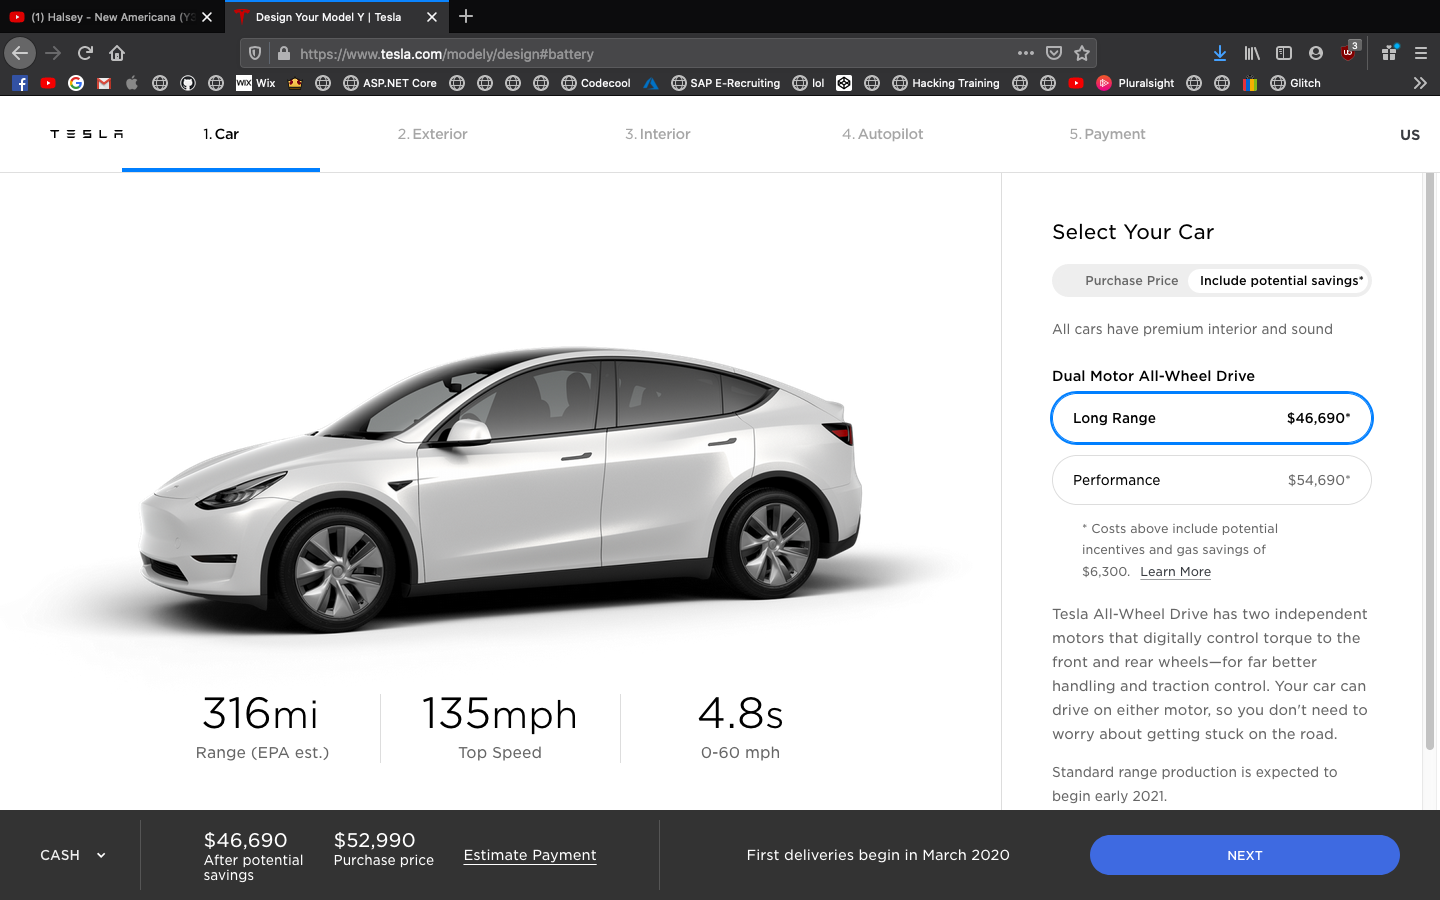 (1) Halsey - New Americana (Y
Design Your Model Y | Tesla
https://www.tesla.com/modely/design#battery
3
Wix
ASP.NET Core
Codecool
SAP E-Recruiting
lol
Hacking Training
Pluralsight
Glitch
TESLA
1. Car
2. Exterior
3. Interior
4. Autopilot
5. Payment
US
Select Your Car
Purchase Price
Include potential savings*
All cars have premium interior and sound
Dual Motor All-Wheel Drive
Long Range $46,690*
Performance $54,690*
* Costs above include potential
incentives and gas savings of
$6,300. Learn More
Tesla All-Wheel Drive has two independent
motors that digitally control torque to the
front and rear wheels—for far better
handling and traction control. Your car can
drive on either motor, so you don't need to
worry about getting stuck on the road.
Standard range production is expected to
begin early 2021.
316mi
Range (EPA est.)
135mph
Top Speed
4.8s
0-60 mph
CASH
$46,690
After potential
savings
$52,990
Purchase price
Estimate Payment
First deliveries begin in March 2020
NEXT